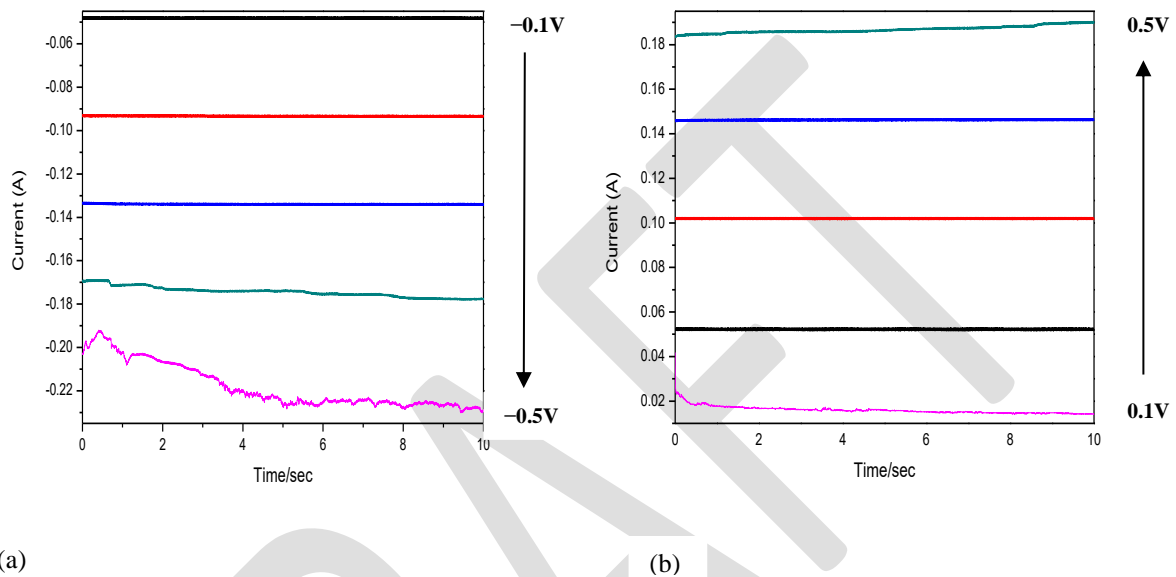 -0.06
-0.08
-0.10
-0.12
-0.14
-0.16
-0.18
-0.20
-0.22
Current (A)
0 2 4 6 8 10
Time/sec
−0.1V
−0.5V
(a)
0.18
0.16
0.14
0.12
0.10
0.08
0.06
0.04
0.02
Current (A)
0 2 4 6 8 10
Time/sec
0.5V
0.1V
(b)
DRAFT